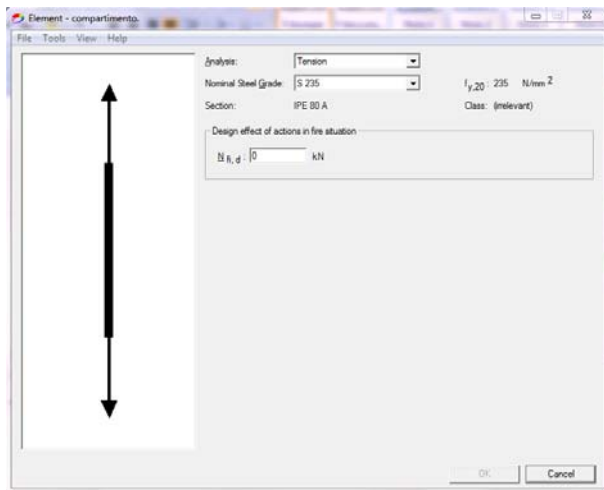 Element - compartimento.
File Tools View Help
Analysis: Tension
Nominal Steel Grade: S 235 fy,20 : 235 N/mm 2
Section: IPE 80 A Class: (irrelevant)
Design effect of actions in fire situation
N fi, d : 0 kN
OK Cancel